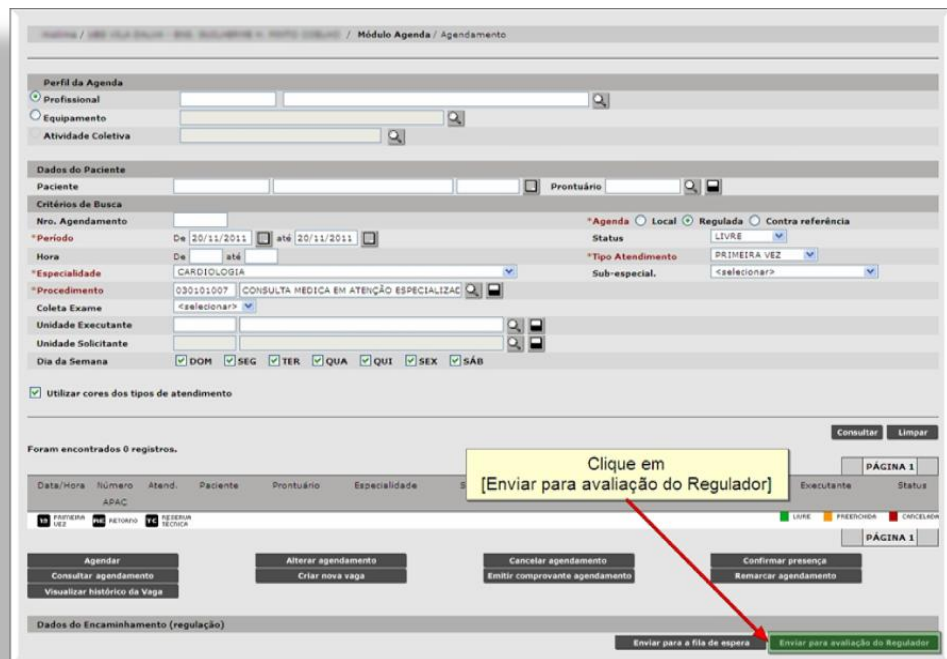 / Módulo Agenda / Agendamento
Perfil da Agenda
Profissional
Equipamento
Atividade Coletiva
Dados do Paciente
Paciente Prontuário
Critérios de Busca
Nro. Agendamento *Agenda Local Regulada Contra referência
*Período De 20/11/2011 até 20/11/2011 Status LIVRE
Hora De até *Tipo Atendimento PRIMEIRA VEZ
*Especialidade CARDIOLOGIA Sub-especial. <selecionar>
*Procedimento 030101007 CONSULTA MEDICA EM ATENÇÃO ESPECIALIZAD
Coleta Exame <selecionar>
Unidade Executante
Unidade Solicitante
Dia da Semana DOM SEG TER QUA QUI SEX SÁB
Utilizar cores dos tipos de atendimento
Consultar Limpar
Foram encontrados 0 registros.
Clique em
[Enviar para avaliação do Regulador]
PÁGINA 1
Data/Hora Número Atend. Paciente Prontuário Especialidade S Executante Status
APAC
PRIMEIRA VEZ RE RETORNO TC RESERVA TÉCNICA LIVRE PREENCHIDA CANCELADA
PÁGINA 1
Agendar Alterar agendamento Cancelar agendamento Confirmar presença
Consultar agendamento Criar nova vaga Emitir comprovante agendamento Remarcar agendamento
Visualizar histórico da Vaga
Dados do Encaminhamento (regulação)
Enviar para a fila de espera Enviar para avaliação do Regulador